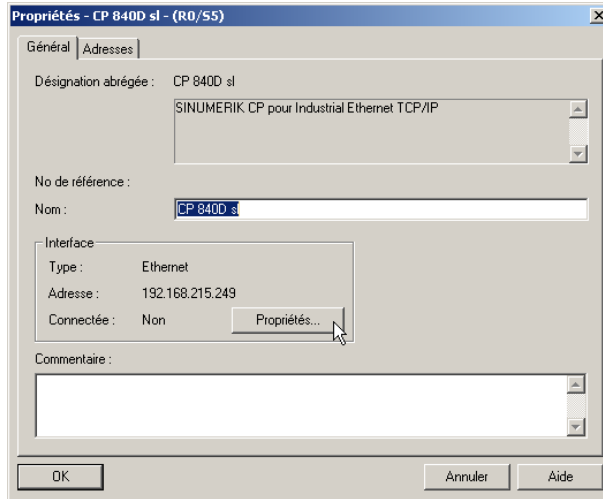 Propriétés - CP 840D sl - (R0/S5)
Général Adresses
Désignation abrégée : CP 840D sl
SINUMERIK CP pour Industrial Ethernet TCP/IP
No de référence :
Nom : CP 840D sl
Interface
Type : Ethernet
Adresse : 192.168.215.249
Connectée : Non Propriétés...
Commentaire :
OK Annuler Aide